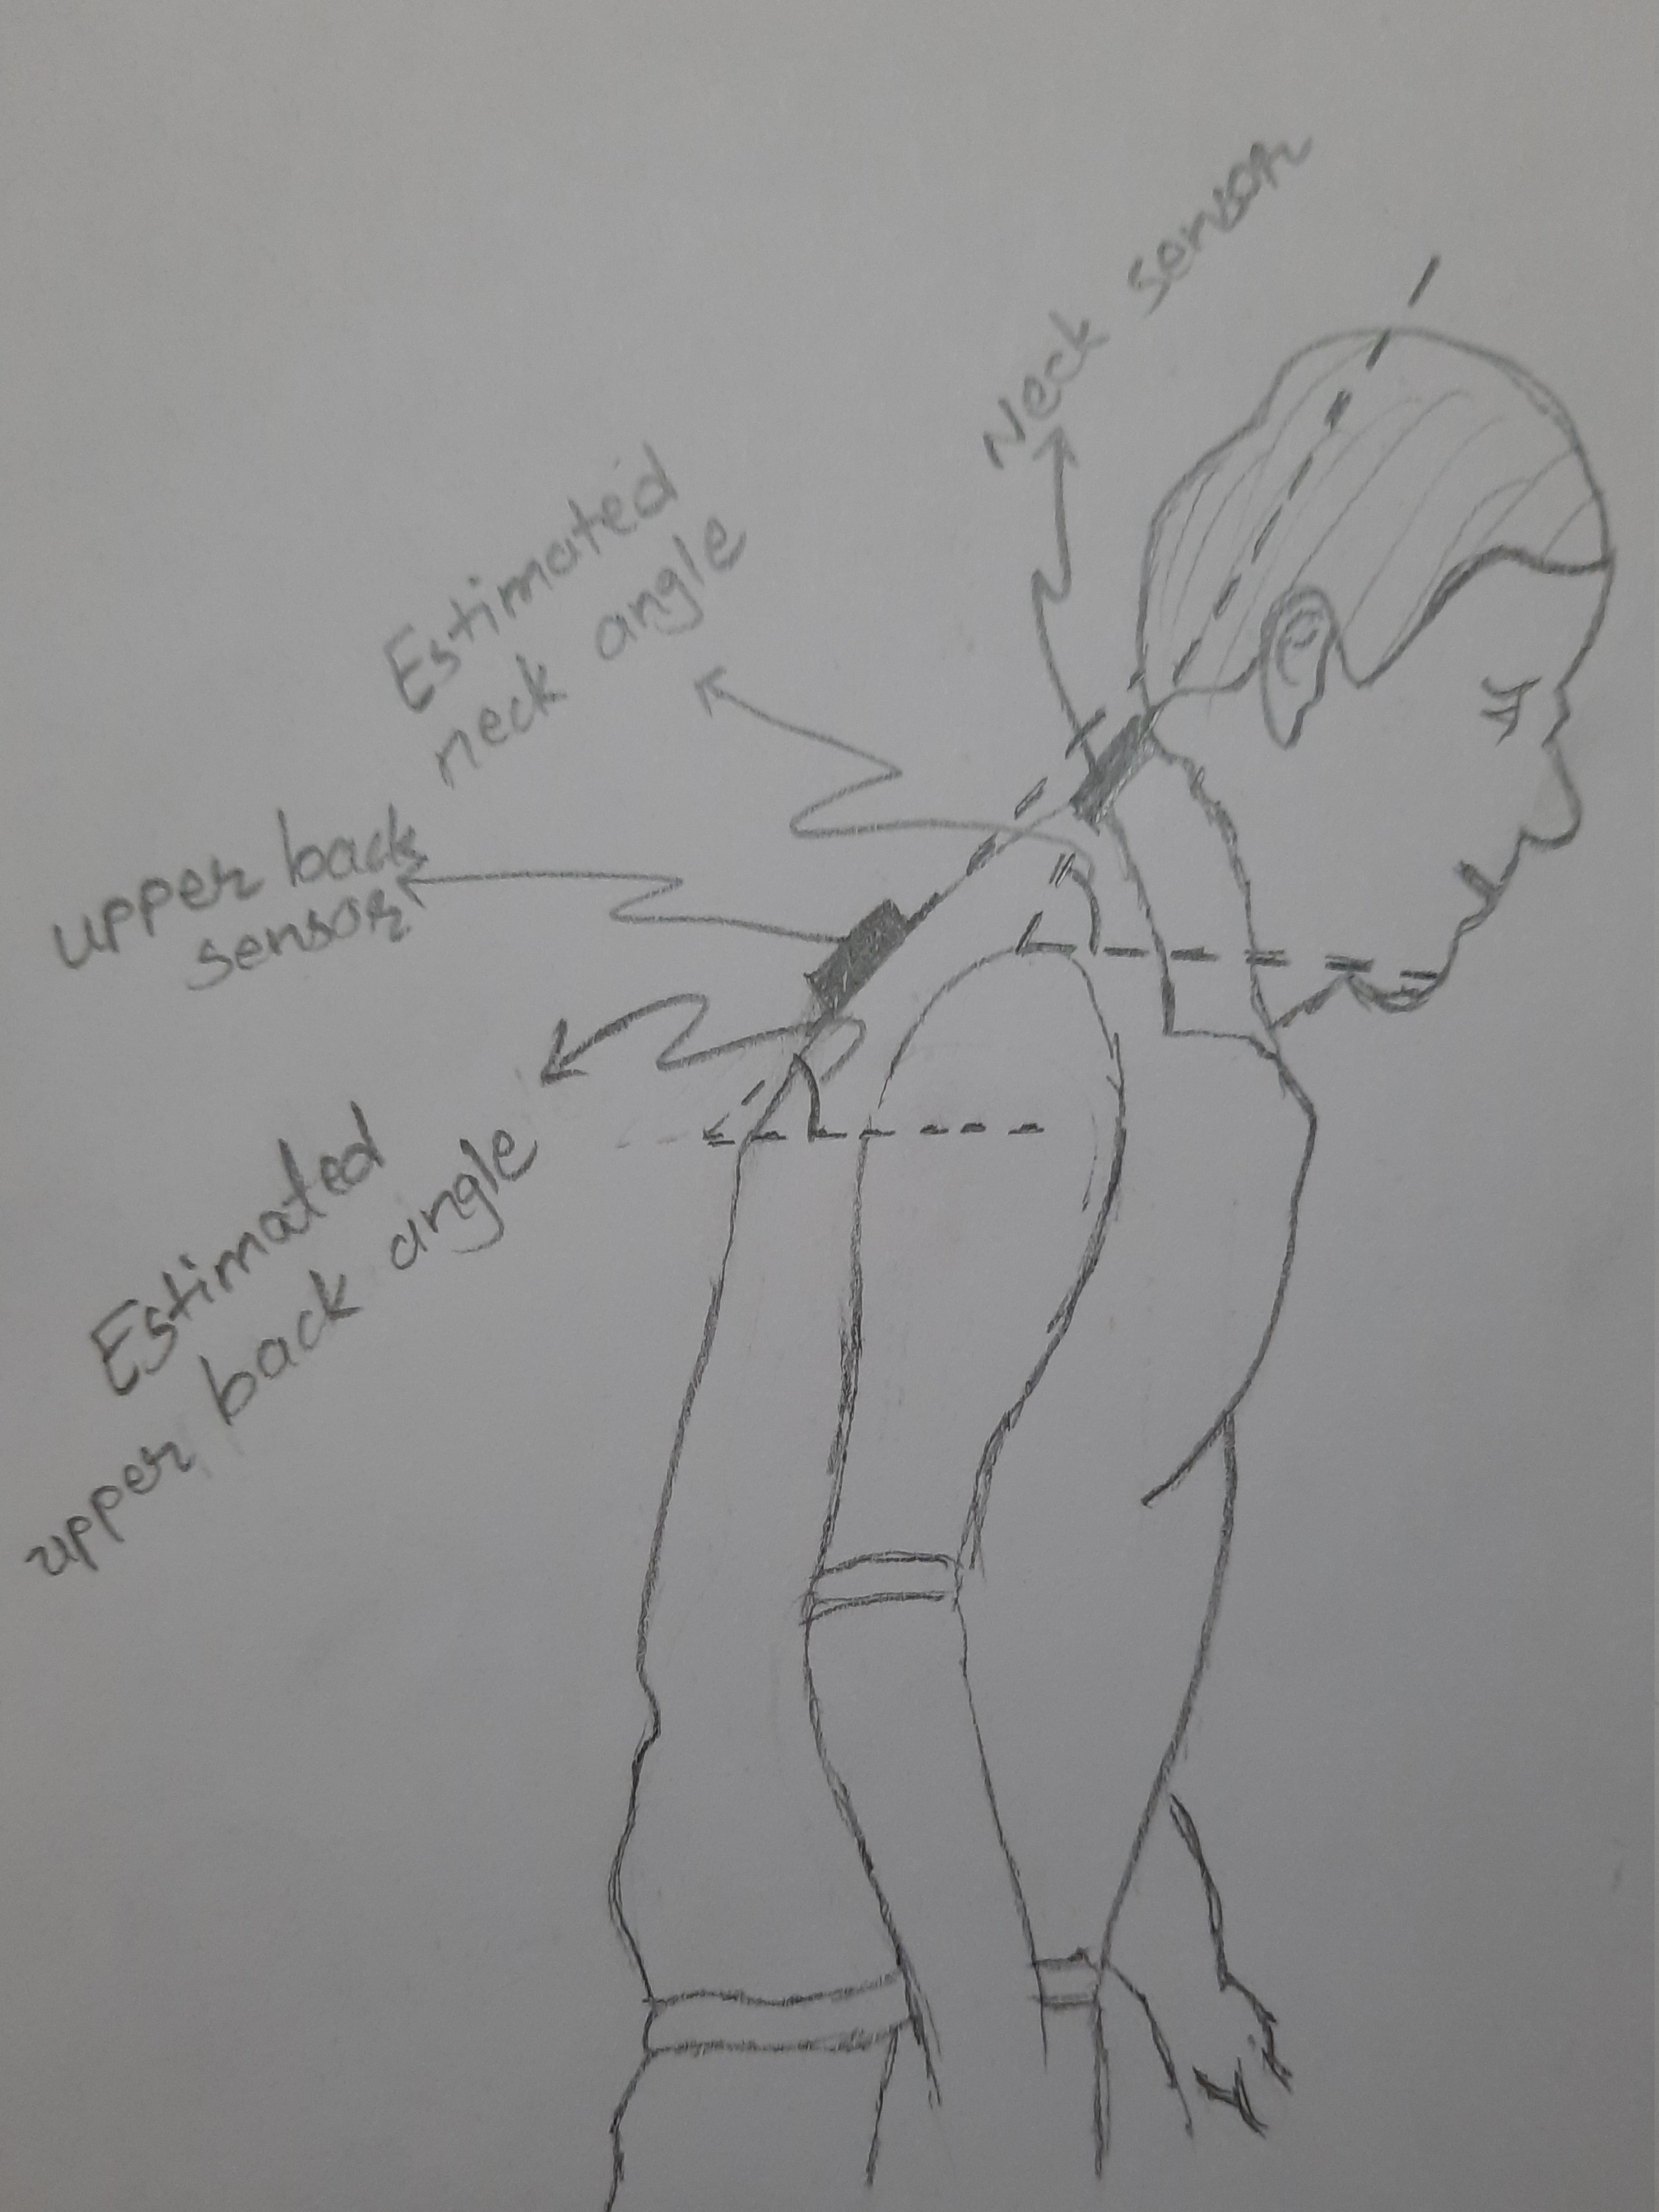 Neck sensor
Estimated
neck angle
upper back
sensor
Estimated
upper back angle